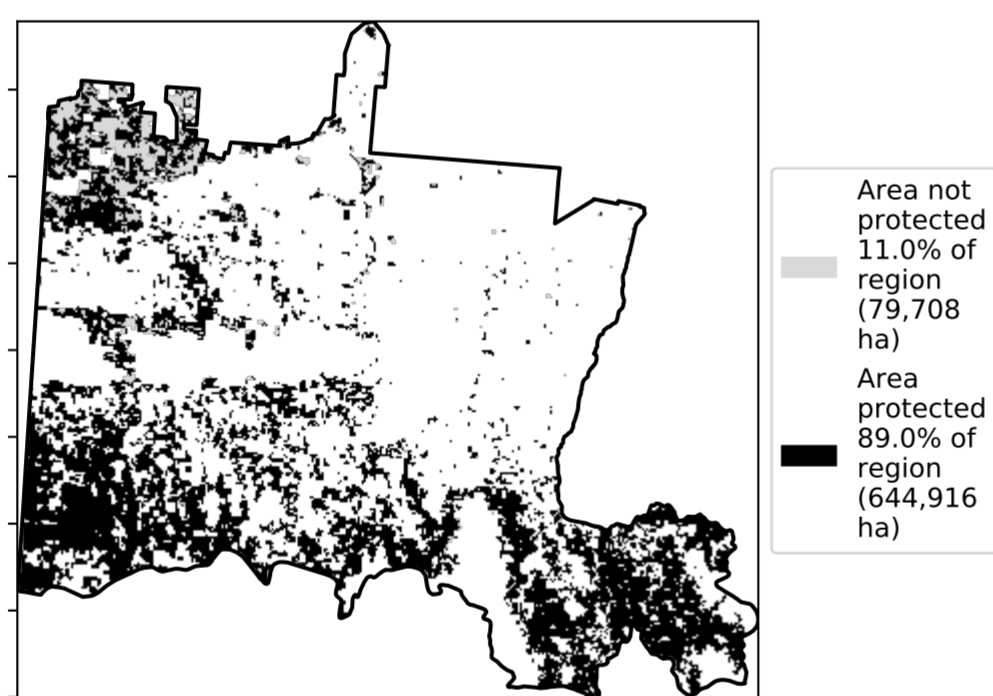 Area not
protected
11.0% of
region
(79,708
ha)
Area
protected
89.0% of
region
(644,916
ha)